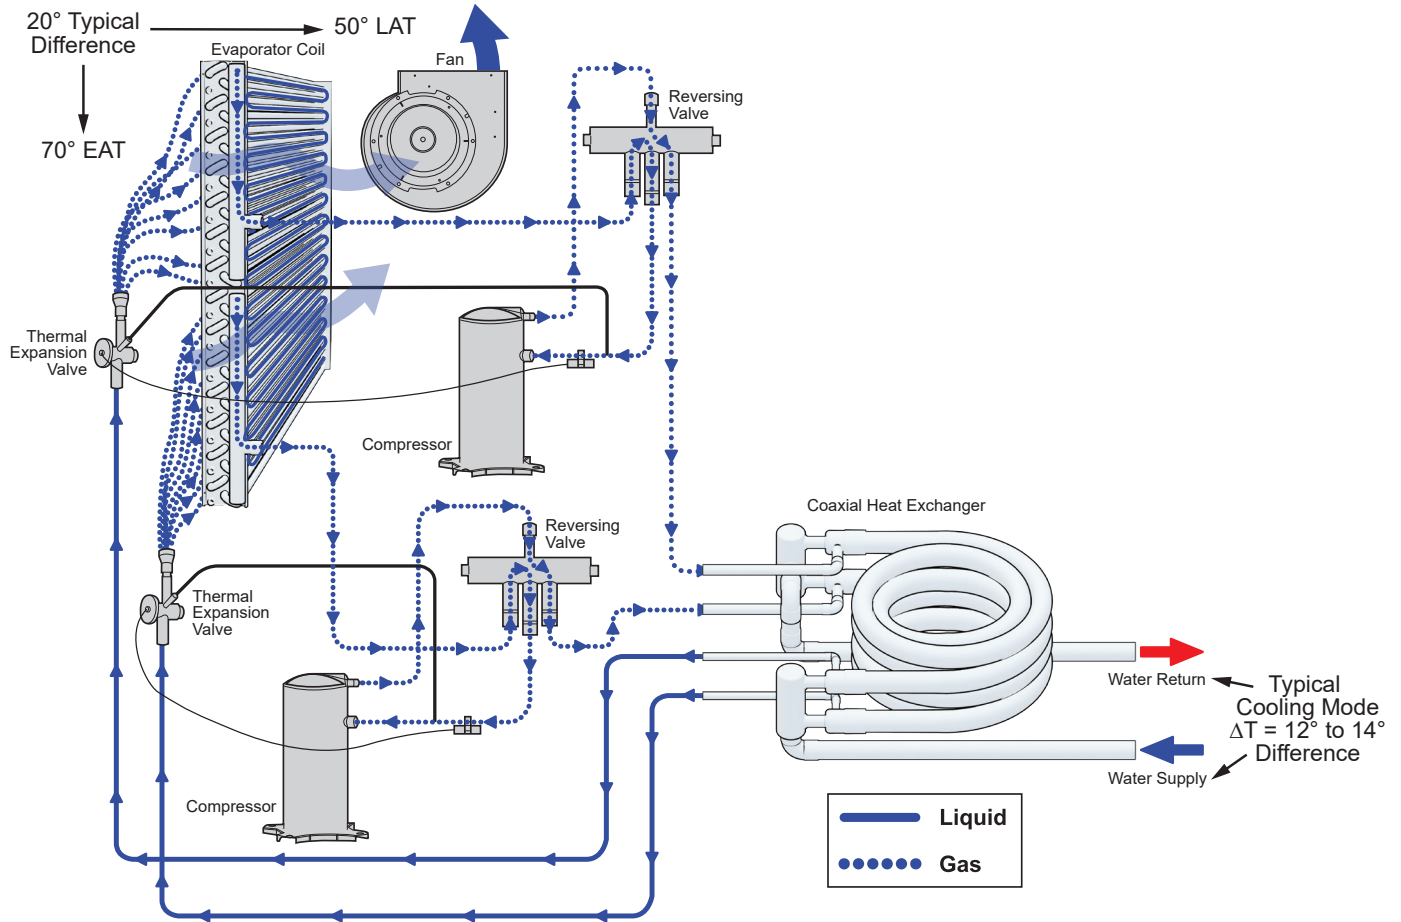 20° Typical
Difference
50° LAT
Evaporator Coil
Fan
Reversing
Valve
70° EAT
Thermal
Expansion
Valve
Compressor
Coaxial Heat Exchanger
Reversing
Valve
Thermal
Expansion
Valve
Water Return
Typical
Cooling Mode
ΔT = 12° to 14°
Difference
Water Supply
Compressor
Liquid
Gas